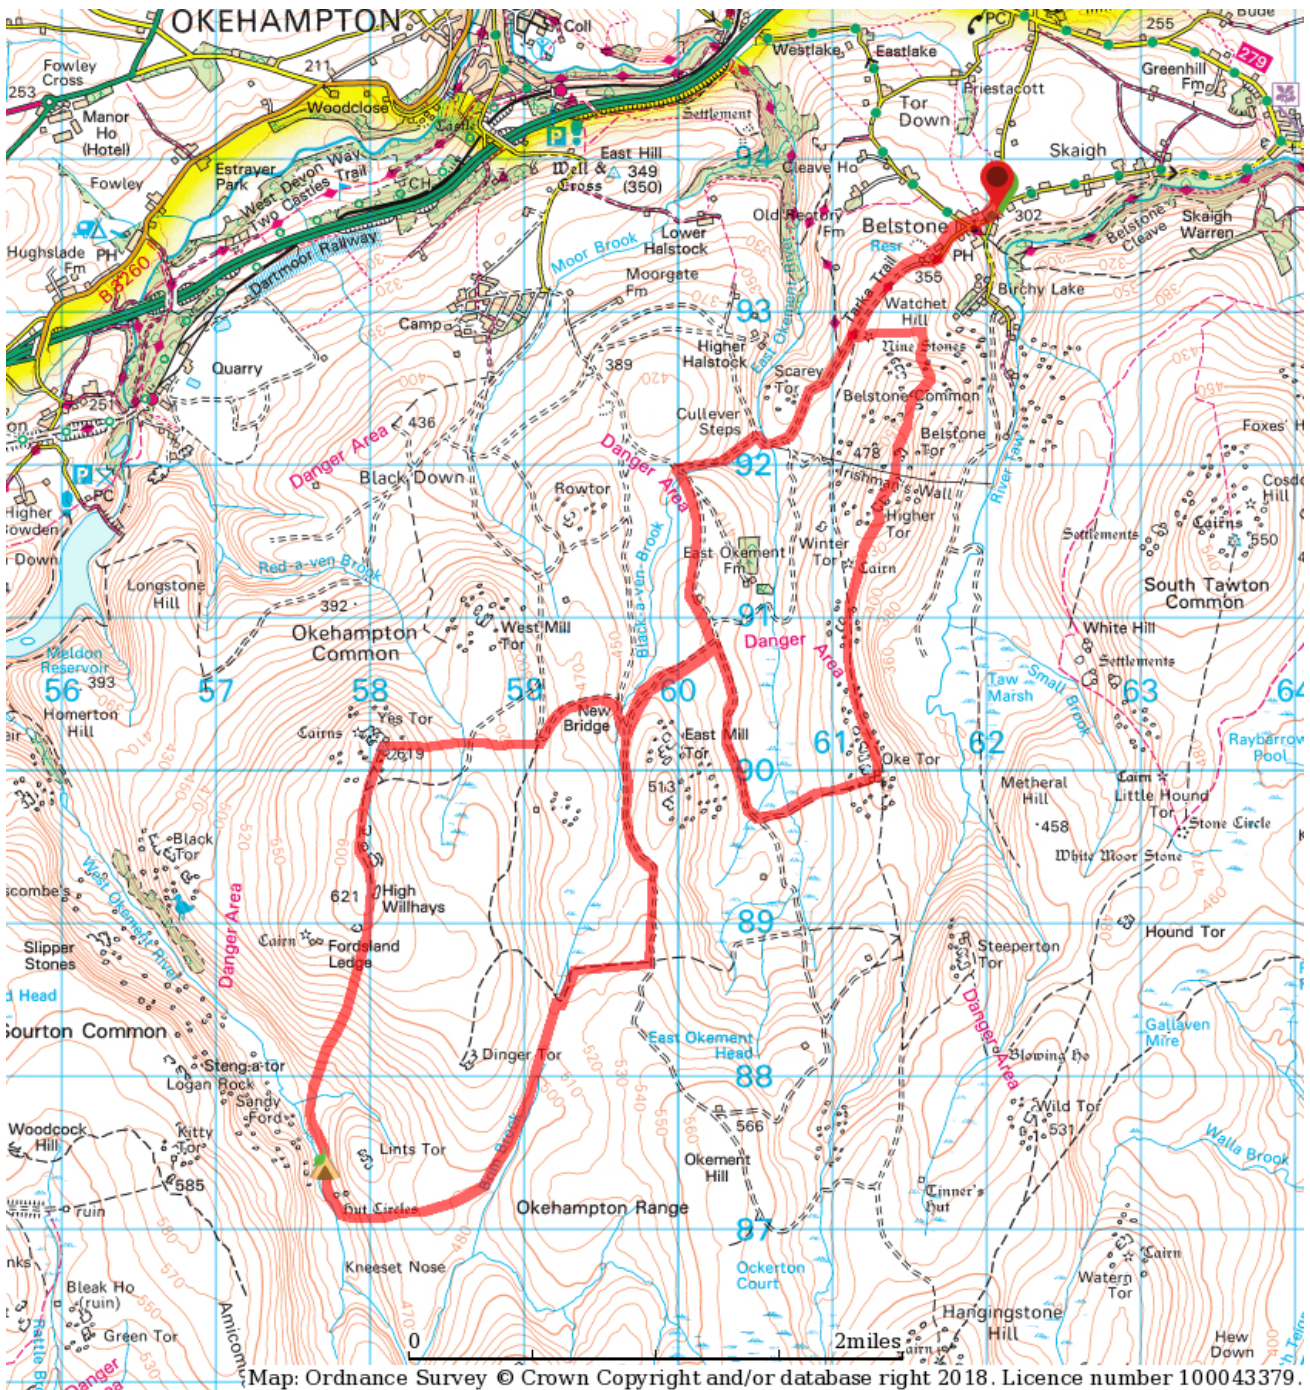 OKEHAMPTON
Coll
PC
255
Bude
Fowley
Cross
211
Westlake
Eastlake
279
253
Woodclose
Greenhill
Fm
Manor
Ho
(Hotel)
Castle
Settlement
Priestacott
Tor
Down
Fowley
Estrayer
Park
West Devon Way
Two Castles Trail
CH
P
Well &
Cross
East Hill
349
(350)
94
Cleave Ho
Skaigh
Hughslade
Fm
PH
B3260
Dartmoor Railway
Moor Brook
Lower
Halstock
Old Rectory
Fm
Belstone
Resr
302
Belstone
Cleave
Skaigh
Warren
Moorgate
Fm
East Okement River
Tarka Trail
355
PH
Birchy Lake
Camp
93
Watchet
Hill
Quarry
389
Higher
Halstock
Nine Stones
Scarey
Tor
251
400
420
430
450
436
Cullever
Steps
Belstone Common
Belstone
Tor
Foxes' H
Danger Area
Black Down
Danger
Area
92
478
Irishman's Wall
River Taw
P
PC
Higher
Bowden
Down
Rowtor
Higher
Tor
Cosdon
Hill
Cairns
550
Settlements
East Okement
Fm
Winter
Tor
Cairn
Longstone
Hill
Red-a-ven Brook
392
Black-a-ven Brook
South Tawton
Common
Okehampton
Common
West Mill
Tor
91
Danger
Area
White Hill
Settlements
Meldon
Reservoir
56
393
57
58
59
60
61
62
63
64
Taw
Marsh
Small
Brook
Homerton
Hill
Yes Tor
Cairns
2619
New
Bridge
East Mill
Tor
Raybarrow
Pool
90
Oke Tor
513
Metheral
Hill
458
Cairn
Little Hound
Tor
Stone Circle
Black
Tor
West Okement River
White Moor Stone
Danger Area
621
High
Willhays
89
Slipper
Stones
Cairn
Fordsland
Ledge
Steeperton
Tor
Hound Tor
d Head
Sourton Common
East Okement
Head
Danger Area
Gallaven
Mire
Steng-a-tor
Logan Rock
Sandy
Ford
Dinger Tor
88
Blowing Ho
Woodcock
Hill
Kitty
Tor
585
566
Wild Tor
531
Walla Brook
Lints Tor
Brim Brook
Okement
Hill
ruin
Hut Circles
Okehampton Range
Tinner's
Hut
87
Kneeset Nose
Ockerton
Court
Cairn
Watern
Tor
Bleak Ho
(ruin)
Green Tor
Hangingstone
Hill
Hew
Down
0
2miles
Danger
Map: Ordnance Survey © Crown Copyright and/or database right 2018. Licence number 100043379.